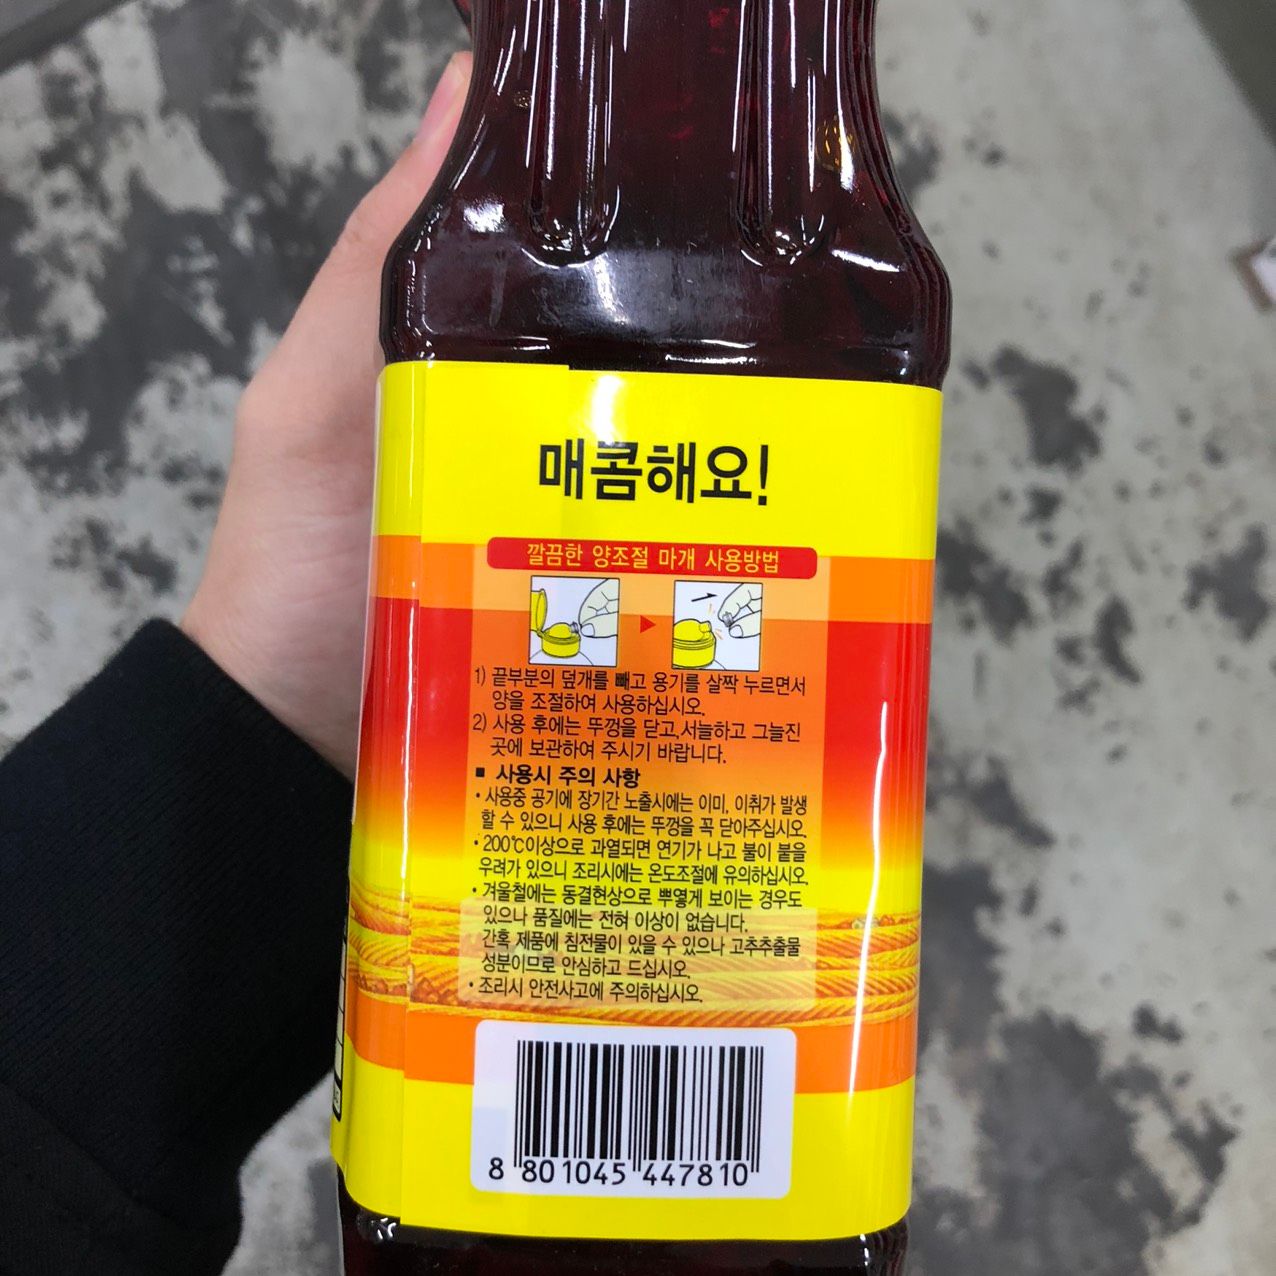 매콤해요!
깔끔한 양조절 마개 사용방법
1) 끝부분의 덮개를 빼고 용기를 살짝 누르면서
양을 조절하여 사용하십시오.
2) 사용 후에는 뚜껑을 닫고,서늘하고 그늘진
곳에 보관하여 주시기 바랍니다.
■ 사용시 주의 사항
• 사용중 공기에 장기간 노출시에는 이미, 이취가 발생
할 수 있으니 사용 후에는 뚜껑을 꼭 닫아주십시오.
• 200℃이상으로 과열되면 연기가 나고 불이 붙을
우려가 있으니 조리시에는 온도조절에 유의하십시오.
• 겨울철에는 동결현상으로 뿌옇게 보이는 경우도
있으나 품질에는 전혀 이상이 없습니다.
간혹 제품에 침전물이 있을 수 있으나 고추추출물
성분이므로 안심하고 드십시오.
• 조리시 안전사고에 주의하십시오.
8 801045 447810